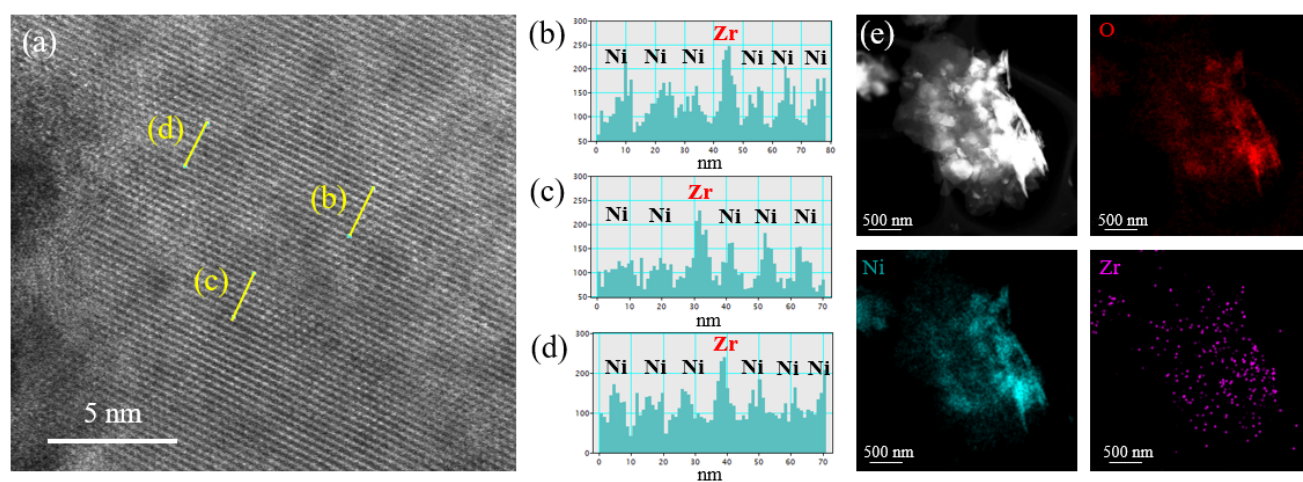 (a)
(d)
(b)
(c)
5 nm
(b)
300
250
200
150
100
50
Zr
Ni Ni Ni Ni Ni Ni
0 10 20 30 40 50 60 70 80
nm
(c)
300
250
200
150
100
50
Zr
Ni Ni Ni Ni Ni
0 10 20 30 40 50 60 70
nm
(d)
300
200
100
0
Zr
Ni Ni Ni Ni Ni Ni
0 10 20 30 40 50 60 70
nm
(e)
500 nm
O
500 nm
Ni
500 nm
Zr
500 nm